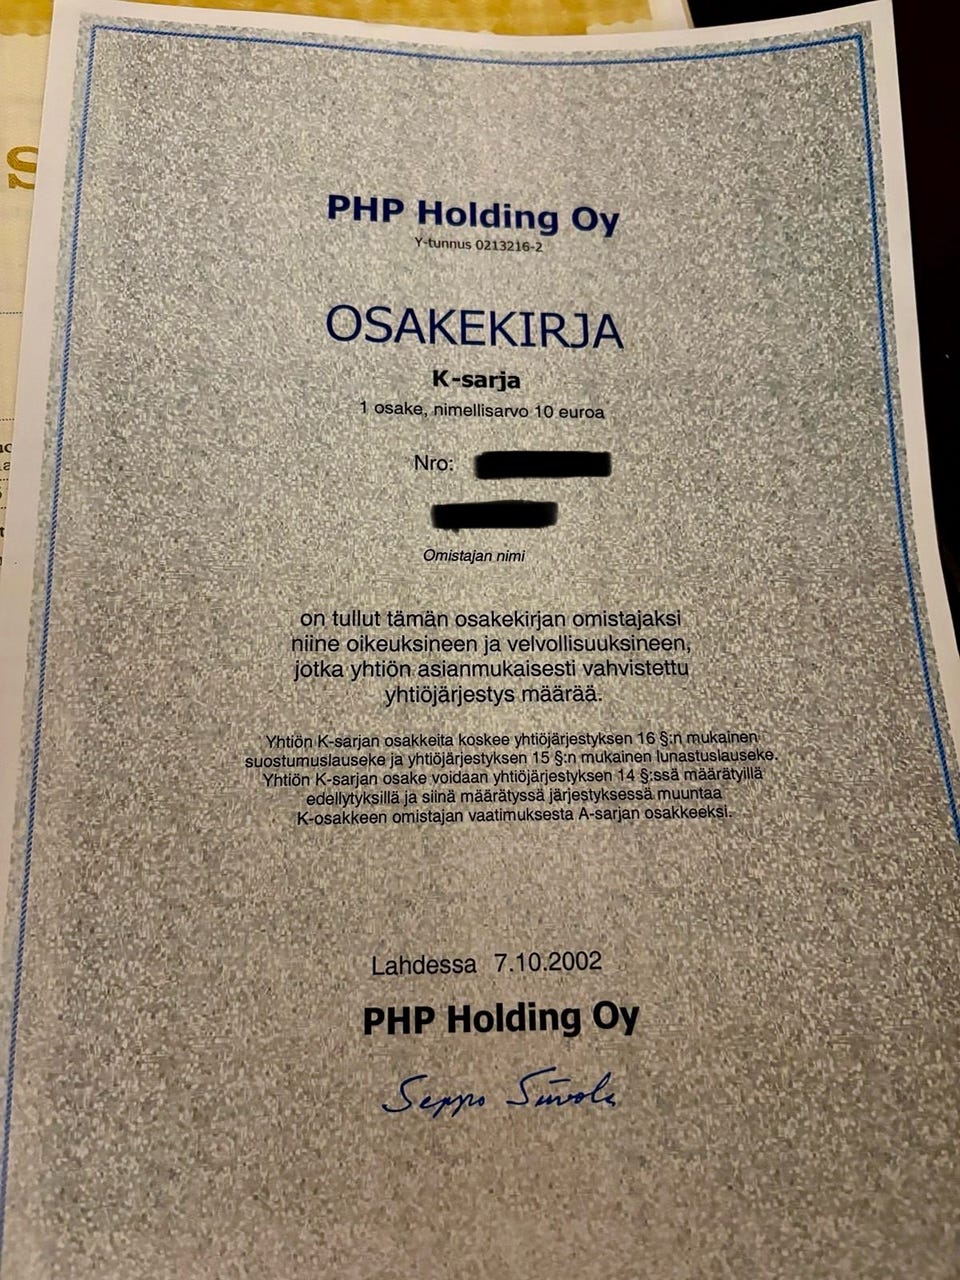 PHP Holding Oy
Y-tunnus 0213216-2
OSAKEKIRJA
K-sarja
1 osake, nimellisarvo 10 euroa
Nro:
Omistajan nimi
on tullut tämän osakekirjan omistajaksi
niine oikeuksineen ja velvollisuuksineen,
jotka yhtiön asianmukaisesti vahvistettu
yhtiöjärjestys määrää.
Yhtiön K-sarjan osakkeita koskee yhtiöjärjestyksen 16 §:n mukainen
suostumuslauseke ja yhtiöjärjestyksen 15 §:n mukainen lunastuslauseke.
Yhtiön K-sarjan osake voidaan yhtiöjärjestyksen 14 §:ssä määrätyillä
edellytyksillä ja siinä määrätyssä järjestyksessä muuntaa
K-osakkeen omistajan vaatimuksesta A-sarjan osakkeeksi.
Lahdessa 7.10.2002
PHP Holding Oy
Seppo